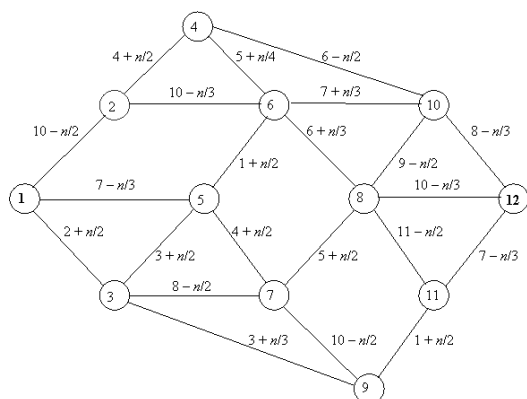 4
4 + n/2
5 + n/4
6 – n/2
10 – n/3
7 + n/3
2
6
10
10 – n/2
6 + n/3
8 – n/3
1 + n/2
9 – n/2
7 – n/3
10 – n/3
1
5
8
12
2 + n/2
3 + n/2
4 + n/2
5 + n/2
11 – n/2
7 – n/3
8 – n/2
3
7
11
3 + n/3
10 – n/2
1 + n/2
9